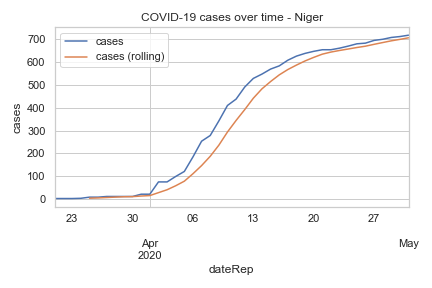 COVID-19 cases over time - Niger
cases
cases (rolling)
700
600
500
400
300
200
100
0
cases
23
30
06
13
20
27
Apr
2020
May
dateRep